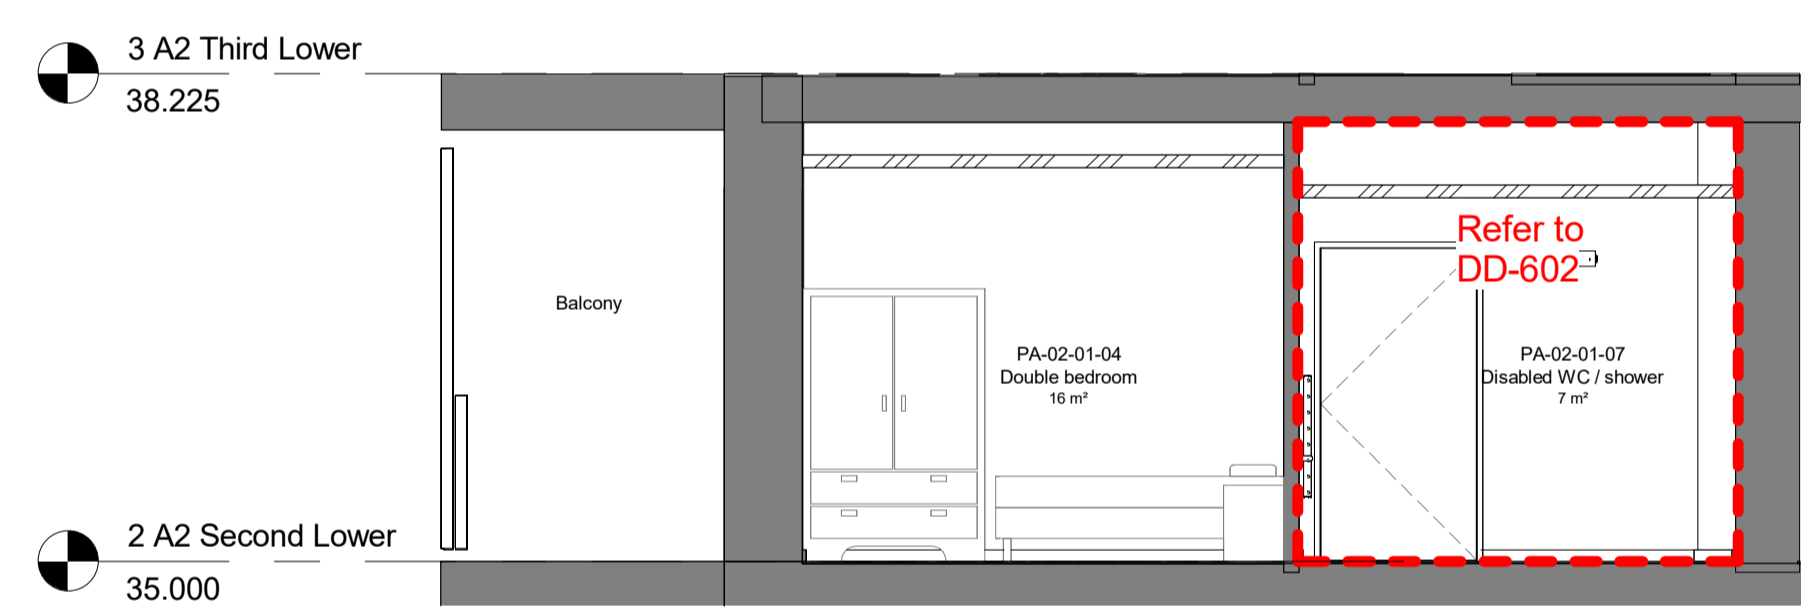 3 A2 Third Lower
38.225
Refer to
DD-602
Balcony
PA-02-01-04
Double bedroom
16 m²
PA-02-01-07
Disabled WC / shower
7 m²
2 A2 Second Lower
35.000